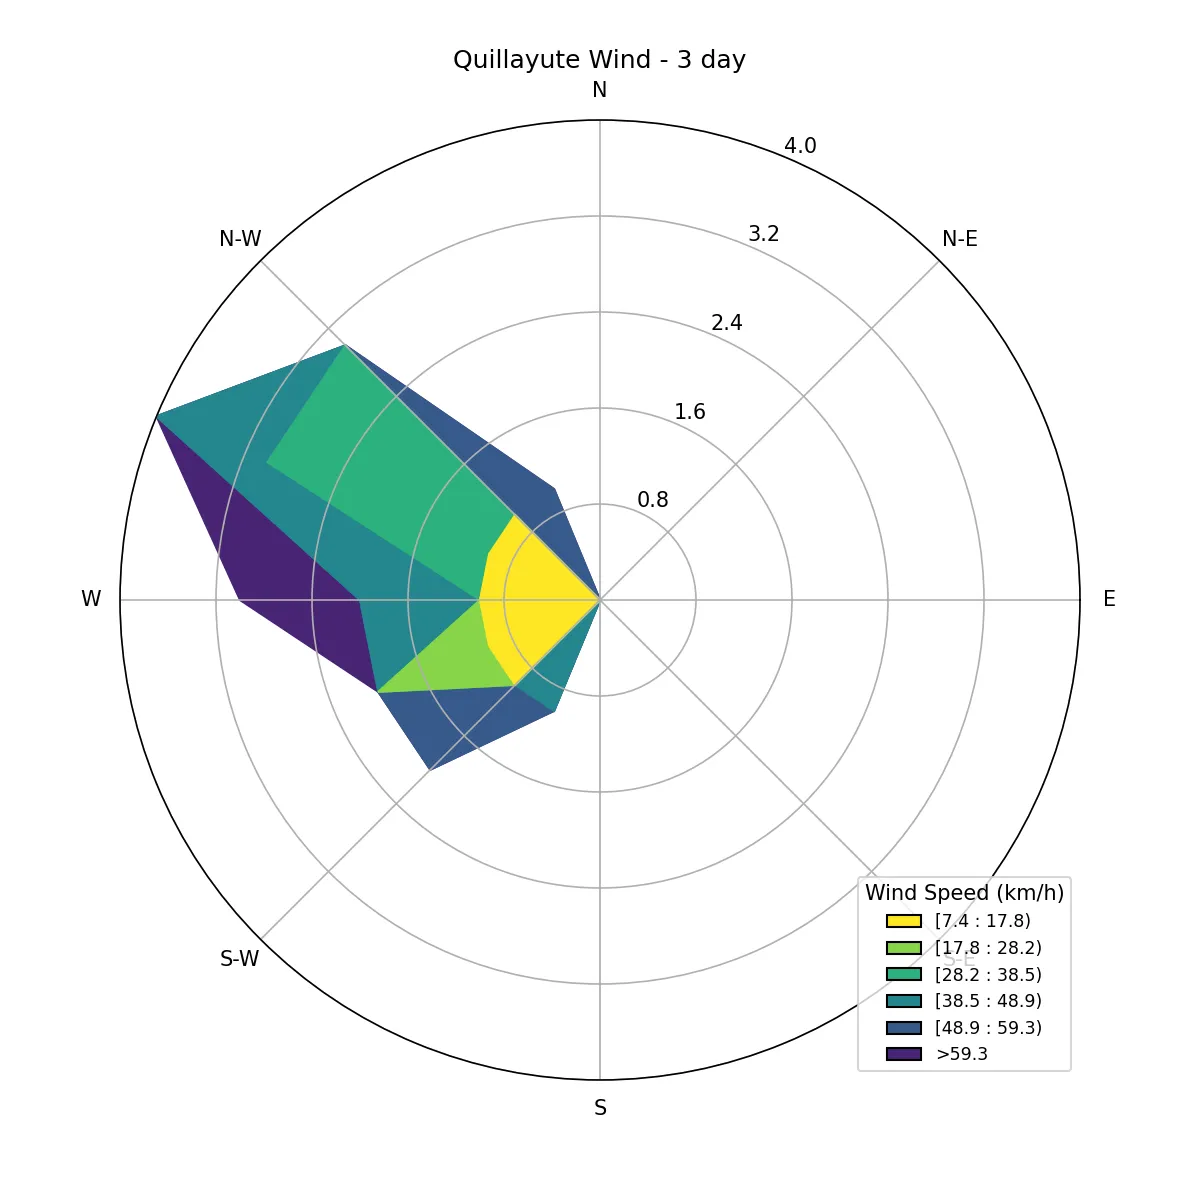 Quillayute Wind - 3 day
N
4.0
N-W
3.2
N-E
2.4
1.6
0.8
W
E
S-W
S-E
S
Wind Speed (km/h)
[7.4 : 17.8)
[17.8 : 28.2)
[28.2 : 38.5)
[38.5 : 48.9)
[48.9 : 59.3)
>59.3